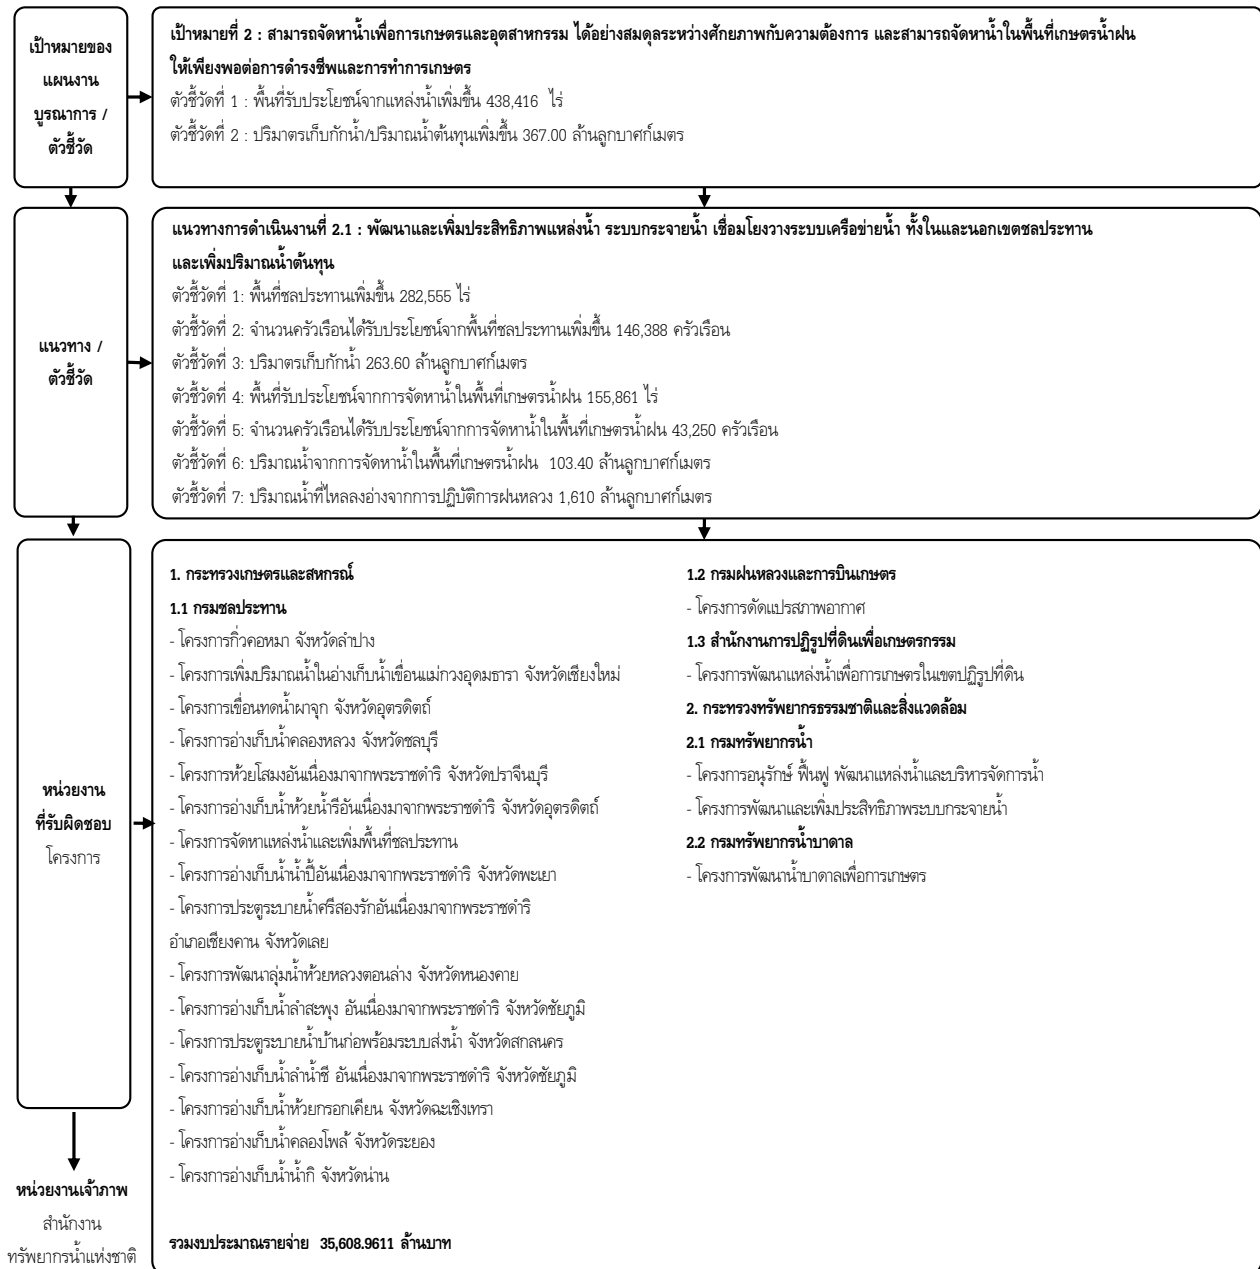 เป้าหมายของ
แผนงาน
บูรณาการ /
ตัวชี้วัด
เป้าหมายที่ 2 : สามารถจัดหาน้ำเพื่อการเกษตรและอุตสาหกรรม ได้อย่างสมดุลระหว่างศักยภาพกับความต้องการ และสามารถจัดหาน้ำในพื้นที่เกษตรน้ำฝน
ให้เพียงพอต่อการดำรงชีพและการทำการเกษตร
ตัวชี้วัดที่ 1 : พื้นที่รับประโยชน์จากแหล่งน้ำเพิ่มขึ้น 438,416 ไร่
ตัวชี้วัดที่ 2 : ปริมาตรเก็บกักน้ำ/ปริมาณน้ำต้นทุนเพิ่มขึ้น 367.00 ล้านลูกบาศก์เมตร
แนวทาง /
ตัวชี้วัด
แนวทางการดำเนินงานที่ 2.1 : พัฒนาและเพิ่มประสิทธิภาพแหล่งน้ำ ระบบกระจายน้ำ เชื่อมโยงวางระบบเครือข่ายน้ำ ทั้งในและนอกเขตชลประทาน
และเพิ่มปริมาณน้ำต้นทุน
ตัวชี้วัดที่ 1: พื้นที่ชลประทานเพิ่มขึ้น 282,555 ไร่
ตัวชี้วัดที่ 2: จำนวนครัวเรือนได้รับประโยชน์จากพื้นที่ชลประทานเพิ่มขึ้น 146,388 ครัวเรือน
ตัวชี้วัดที่ 3: ปริมาตรเก็บกักน้ำ 263.60 ล้านลูกบาศก์เมตร
ตัวชี้วัดที่ 4: พื้นที่รับประโยชน์จากการจัดหาน้ำในพื้นที่เกษตรน้ำฝน 155,861 ไร่
ตัวชี้วัดที่ 5: จำนวนครัวเรือนได้รับประโยชน์จากการจัดหาน้ำในพื้นที่เกษตรน้ำฝน 43,250 ครัวเรือน
ตัวชี้วัดที่ 6: ปริมาณน้ำจากการจัดหาน้ำในพื้นที่เกษตรน้ำฝน 103.40 ล้านลูกบาศก์เมตร
ตัวชี้วัดที่ 7: ปริมาณน้ำที่ไหลลงอ่างจากการปฏิบัติการฝนหลวง 1,610 ล้านลูกบาศก์เมตร
หน่วยงาน
ที่รับผิดชอบ
โครงการ
1. กระทรวงเกษตรและสหกรณ์
1.1 กรมชลประทาน
- โครงการกิ่วคอหมา จังหวัดลำปาง
- โครงการเพิ่มปริมาณน้ำในอ่างเก็บน้ำเขื่อนแม่กวงอุดมธารา จังหวัดเชียงใหม่
- โครงการเขื่อนทดน้ำผาจุก จังหวัดอุตรดิตถ์
- โครงการอ่างเก็บน้ำคลองหลวง จังหวัดชลบุรี
- โครงการห้วยโสมงอันเนื่องมาจากพระราชดำริ จังหวัดปราจีนบุรี
- โครงการอ่างเก็บน้ำห้วยน้ำรีอันเนื่องมาจากพระราชดำริ จังหวัดอุตรดิตถ์
- โครงการจัดหาแหล่งน้ำและเพิ่มพื้นที่ชลประทาน
- โครงการอ่างเก็บน้ำน้ำปี้อันเนื่องมาจากพระราชดำริ จังหวัดพะเยา
- โครงการประตูระบายน้ำศรีสองรักอันเนื่องมาจากพระราชดำริ
อำเภอเชียงคาน จังหวัดเลย
- โครงการพัฒนาลุ่มน้ำห้วยหลวงตอนล่าง จังหวัดหนองคาย
- โครงการอ่างเก็บน้ำลำสะพุง อันเนื่องมาจากพระราชดำริ จังหวัดชัยภูมิ
- โครงการประตูระบายน้ำบ้านก่อพร้อมระบบส่งน้ำ จังหวัดสกลนคร
- โครงการอ่างเก็บน้ำลำน้ำชี อันเนื่องมาจากพระราชดำริ จังหวัดชัยภูมิ
- โครงการอ่างเก็บน้ำห้วยกรอกเคียน จังหวัดฉะเชิงเทรา
- โครงการอ่างเก็บน้ำคลองโพล้ จังหวัดระยอง
- โครงการอ่างเก็บน้ำน้ำกิ จังหวัดน่าน
รวมงบประมาณรายจ่าย 35,608.9611 ล้านบาท
1.2 กรมฝนหลวงและการบินเกษตร
- โครงการดัดแปรสภาพอากาศ
1.3 สำนักงานการปฏิรูปที่ดินเพื่อเกษตรกรรม
- โครงการพัฒนาแหล่งน้ำเพื่อการเกษตรในเขตปฏิรูปที่ดิน
2. กระทรวงทรัพยากรธรรมชาติและสิ่งแวดล้อม
2.1 กรมทรัพยากรน้ำ
- โครงการอนุรักษ์ ฟื้นฟู พัฒนาแหล่งน้ำและบริหารจัดการน้ำ
- โครงการพัฒนาและเพิ่มประสิทธิภาพระบบกระจายน้ำ
2.2 กรมทรัพยากรน้ำบาดาล
- โครงการพัฒนาน้ำบาดาลเพื่อการเกษตร
หน่วยงานเจ้าภาพ
สำนักงาน
ทรัพยากรน้ำแห่งชาติ